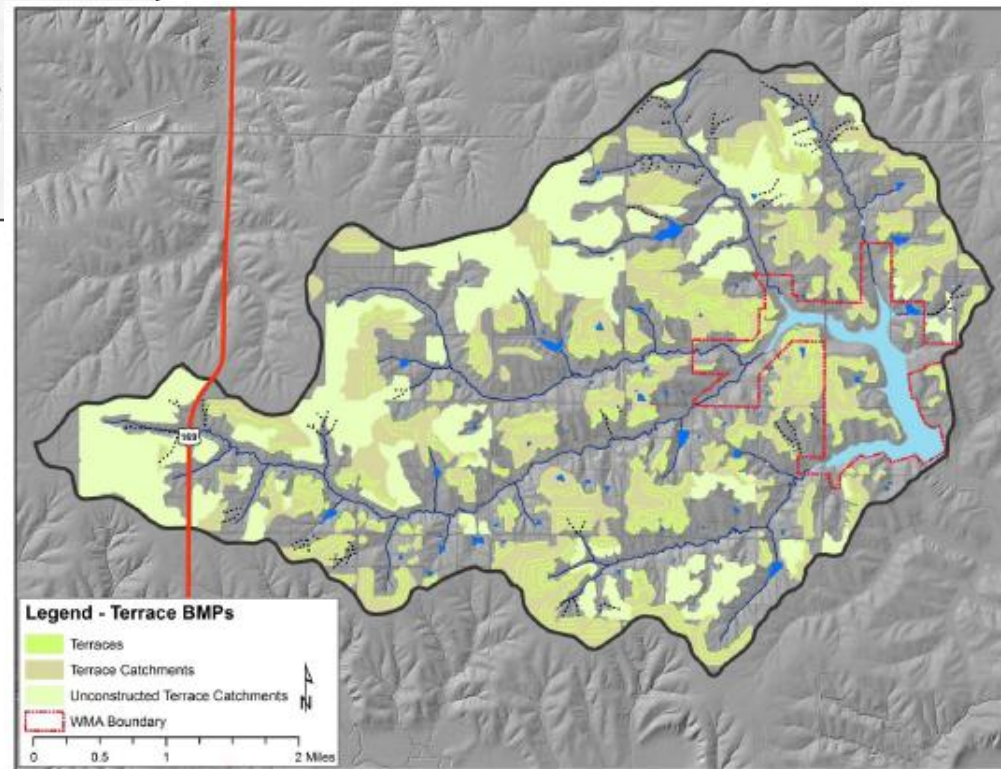 169
Legend - Terrace BMPs
Terraces
Terrace Catchments
Unconstructed Terrace Catchments
WMA Boundary
N
0 0.5 1 2 Miles